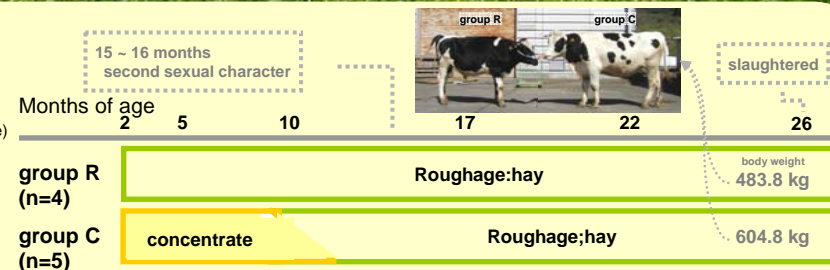 group R
group C
15 ~ 16 months
second sexual character
slaughtered
Months of age
e)
2 5 10 17 22 26
group R
(n=4)
Roughage:hay
body weight
483.8 kg
group C
(n=5)
concentrate
Roughage;hay
604.8 kg